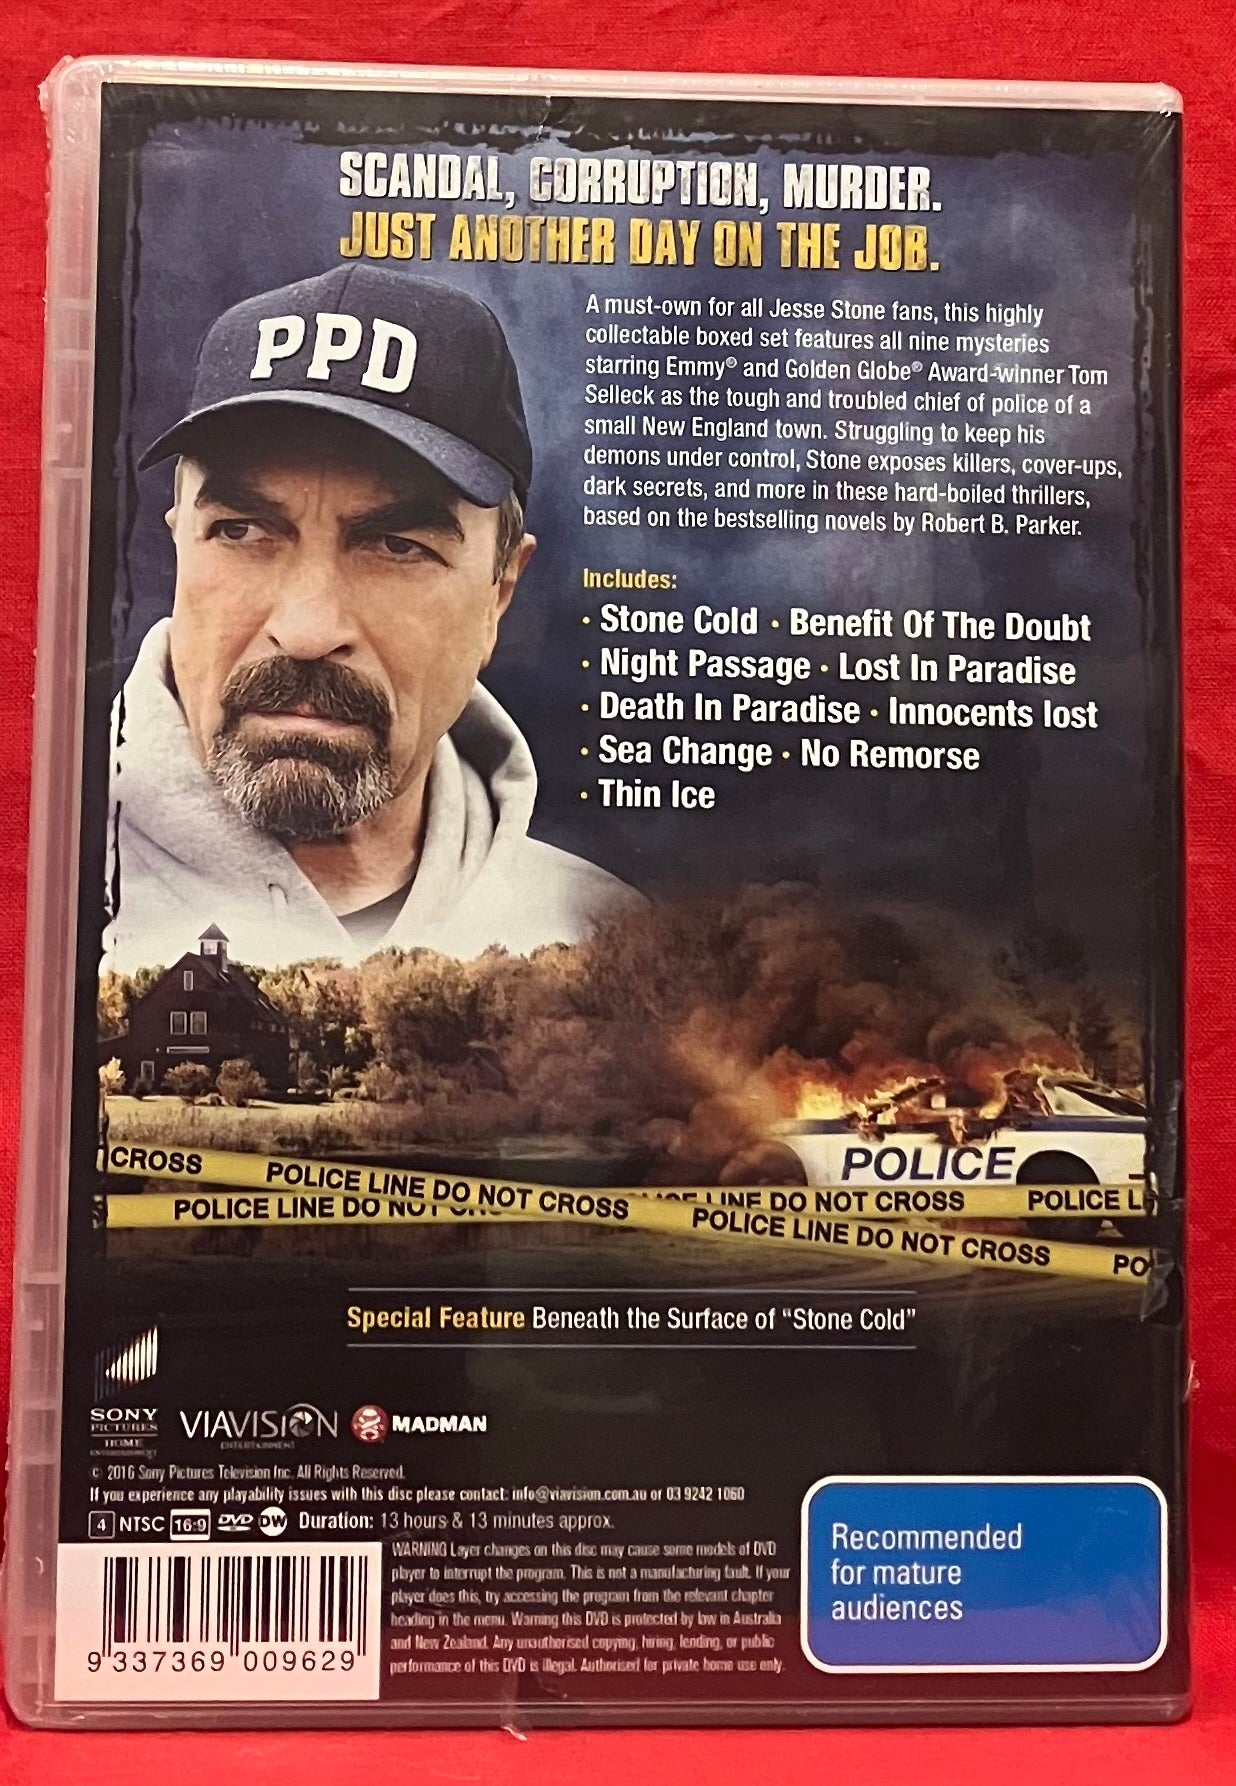 SCANDAL, CORRUPTION, MURDER.
JUST ANOTHER DAY ON THE JOB.
PPD
A must-own for all Jesse Stone fans, this highly
collectable boxed set features all nine mysteries
starring Emmy® and Golden Globe® Award-winner Tom
Selleck as the tough and troubled chief of police of a
small New England town. Struggling to keep his
demons under control, Stone exposes killers, cover-ups,
dark secrets, and more in these hard-boiled thrillers,
based on the bestselling novels by Robert B. Parker.
Includes:
· Stone Cold · Benefit Of The Doubt
· Night Passage · Lost In Paradise
· Death In Paradise · Innocents lost
· Sea Change · No Remorse
· Thin Ice
POLICE
CROSS POLICE LINE DO NOT CROSS LINE DO NOT CROSS POLICE
POLICE LINE DO NOT POLICE LINE DO NOT CROSS PO
Special Feature Beneath the Surface of “Stone Cold”
SONY
PICTURES
HOME
ENTERTAINMENT
VIAVISION
ENTERTAINMENT
MADMAN
© 2016 Sony Pictures Television Inc. All Rights Reserved.
If you experience any playability issues with this disc please contact: info@viavision.com.au or 03 9242 1060
4 NTSC 16:9 DVD DW Duration: 13 hours & 13 minutes approx.
WARNING Layer changes on this disc may cause some models of DVD
player to interrupt the program. This is not a manufacturing fault. If your
player does this, try accessing the program from the relevant chapter
heading in the menu. Warning this DVD is protected by law in Australia
and New Zealand. Any unauthorised copying, hiring, lending, or public
performance of this DVD is illegal. Authorised for private home use only.
9 337369 009629
Recommended
for mature
audiences